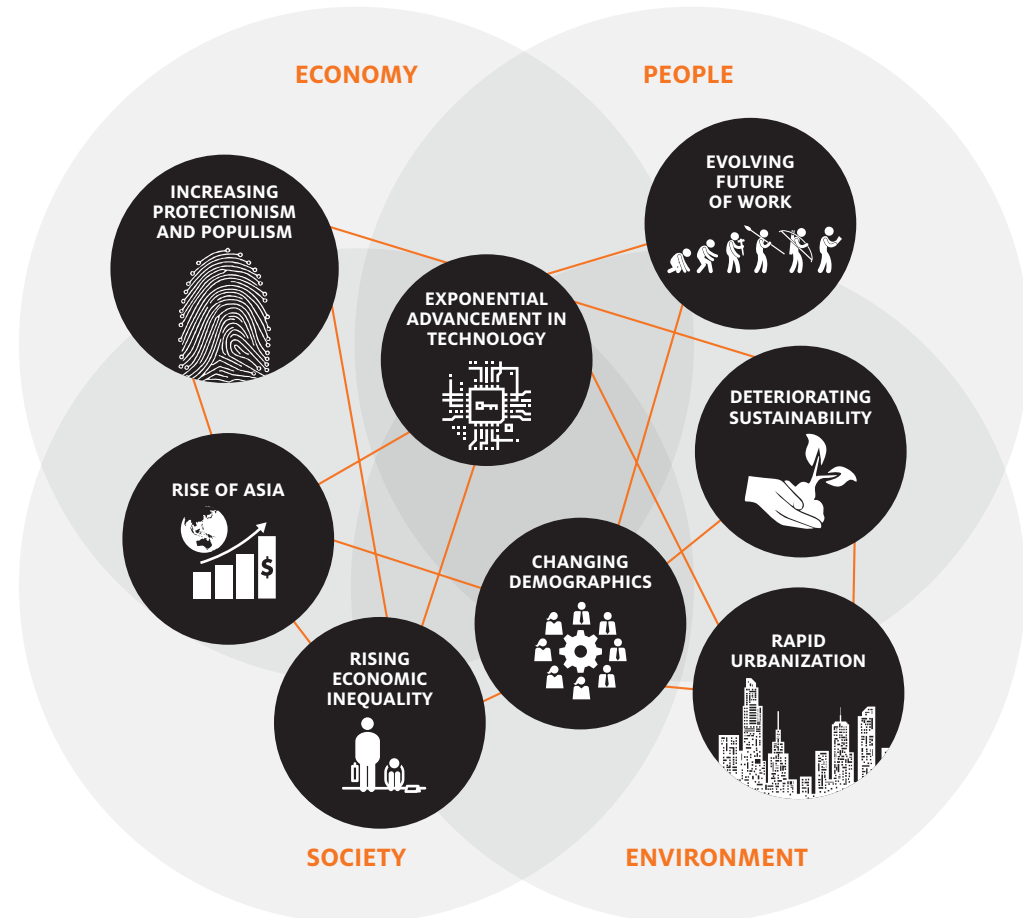 ECONOMY
PEOPLE
INCREASING
PROTECTIONISM
AND POPULISM
EVOLVING
FUTURE
OF WORK
EXPONENTIAL
ADVANCEMENT IN
TECHNOLOGY
DETERIORATING
SUSTAINABILITY
RISE OF ASIA
$
CHANGING
DEMOGRAPHICS
RISING
ECONOMIC
INEQUALITY
RAPID
URBANIZATION
SOCIETY
ENVIRONMENT